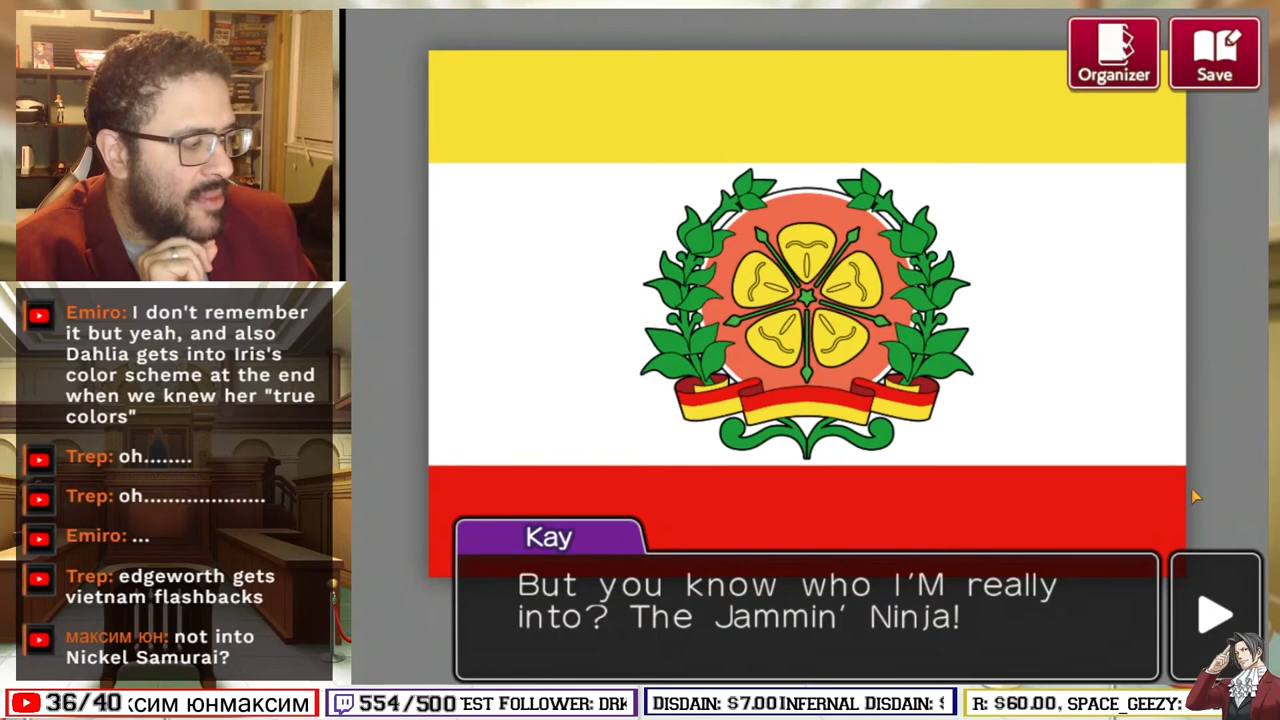 Organizer
Save
Emiro: I don't remember
it but yeah, and also
Dahlia gets into Iris's
color scheme at the end
when we knew her "true
colors"
Trep: oh........
Trep: oh....................
Emiro: ...
Trep: edgeworth gets
vietnam flashbacks
максим юн: not into
Nickel Samurai?
Kay
But you know who I'M really
into? The Jammin' Ninja!
36/40
ксим юнмаксим
554/500
EST FOLLOWER: DRK
DISDAIN: $7.00INFERNAL DISDAIN: $
R: $60.00, SPACE_GEEZY: